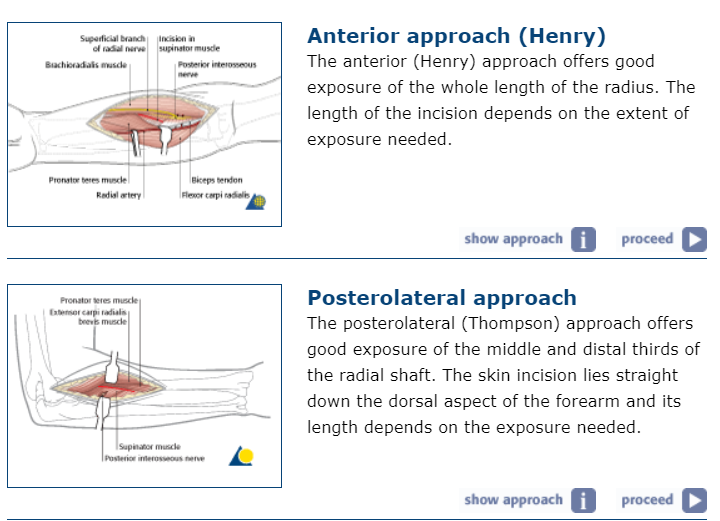 Superficial branch
of radial nerve
Incision in
supinator muscle
Brachioradialis muscle
Posterior interosseous
nerve
Pronator teres muscle
Biceps tendon
Radial artery
Flexor carpi radialis
Anterior approach (Henry)
The anterior (Henry) approach offers good
exposure of the whole length of the radius. The
length of the incision depends on the extent of
exposure needed.
show approach
proceed
Pronator teres muscle
Extensor carpi radialis
brevis muscle
Supinator muscle
Posterior interosseous nerve
Posterolateral approach
The posterolateral (Thompson) approach offers
good exposure of the middle and distal thirds of
the radial shaft. The skin incision lies straight
down the dorsal aspect of the forearm and its
length depends on the exposure needed.
show approach
proceed